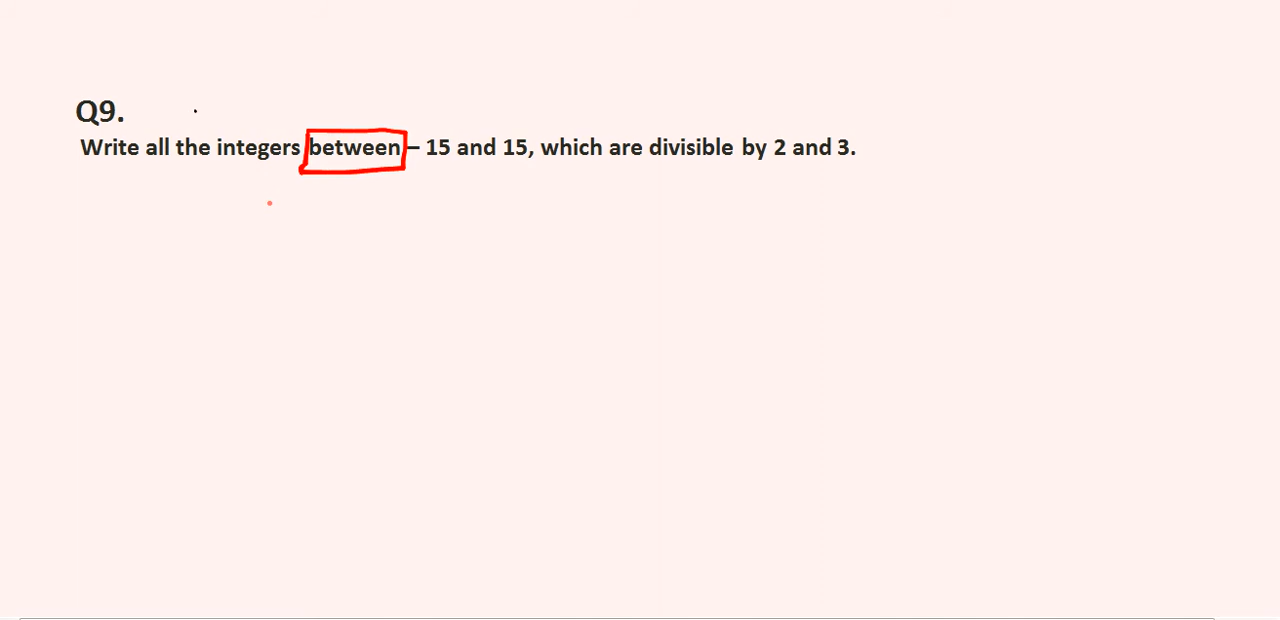 Q9.
Write all the integers between – 15 and 15, which are divisible by 2 and 3.